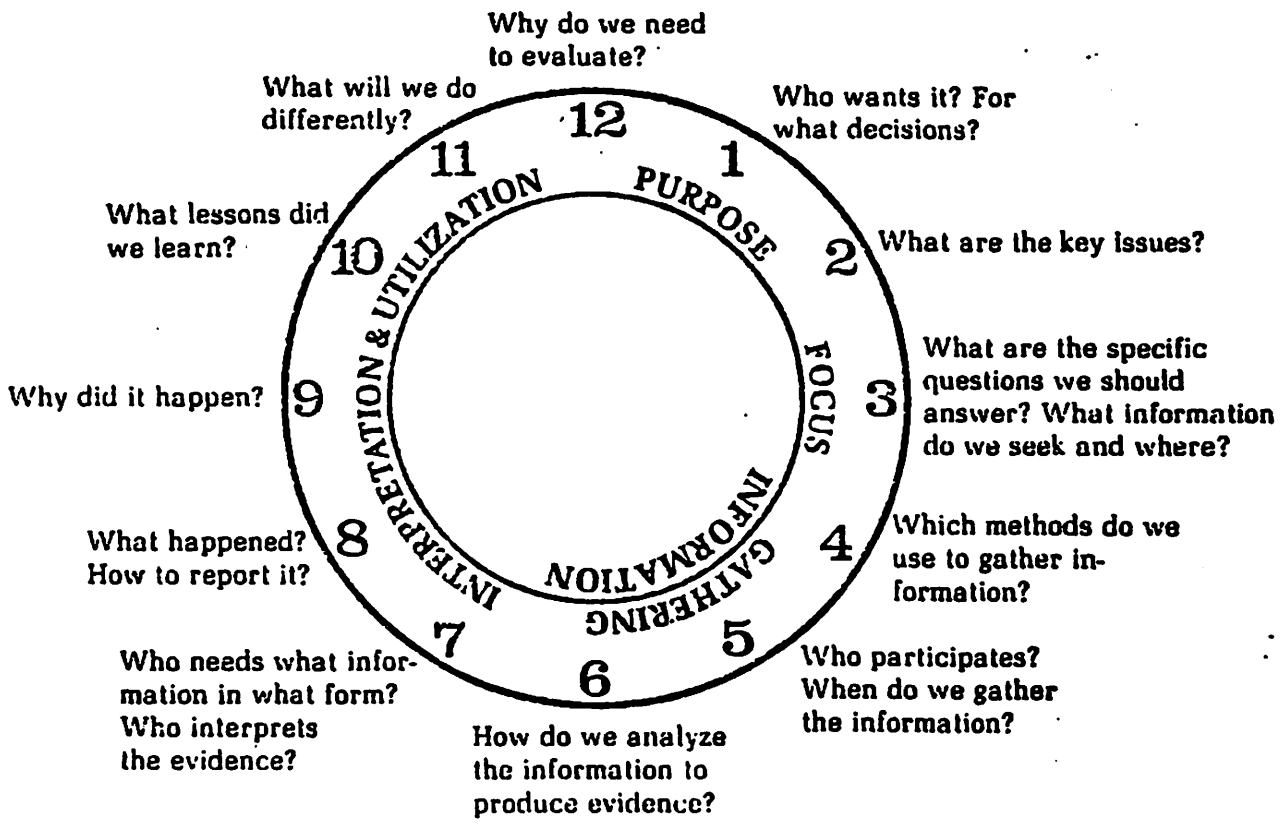 Why do we need
to evaluate?
12
Who wants it? For
what decisions?
1
What are the key issues?
2
What are the specific
questions we should
answer? What information
do we seek and where?
3
Which methods do we
use to gather in-
formation?
4
Who participates?
When do we gather
the information?
5
How do we analyze
the information to
produce evidence?
6
Who needs what infor-
mation in what form?
Who interprets
the evidence?
7
What happened?
How to report it?
8
Why did it happen?
9
What lessons did
we learn?
10
What will we do
differently?
11
PURPOSE
FOCUS
GATHERING
INFORMATION
INTERPRETATION & UTILIZATION